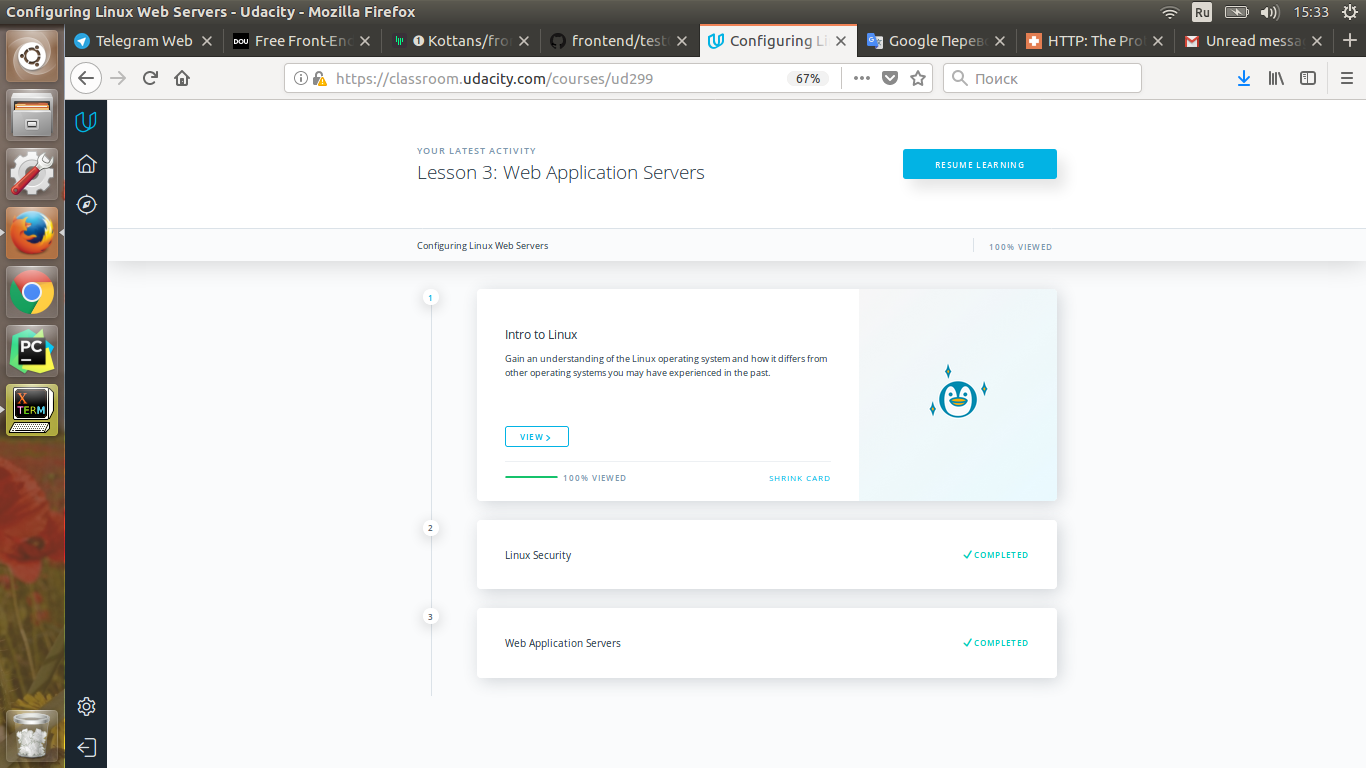 Configuring Linux Web Servers - Udacity - Mozilla Firefox
Ru
15:33
Telegram Web
DOU
Free Front-End
Kottans/fro
frontend/test
Configuring Li
Google Перев
HTTP: The Pro
Unread messa
https://classroom.udacity.com/courses/ud299
67%
Поиск
YOUR LATEST ACTIVITY
Lesson 3: Web Application Servers
RESUME LEARNING
Configuring Linux Web Servers
100% VIEWED
1
Intro to Linux
Gain an understanding of the Linux operating system and how it differs from
other operating systems you may have experienced in the past.
VIEW
100% VIEWED
SHRINK CARD
2
Linux Security
COMPLETED
3
Web Application Servers
COMPLETED
PC
X
TERM